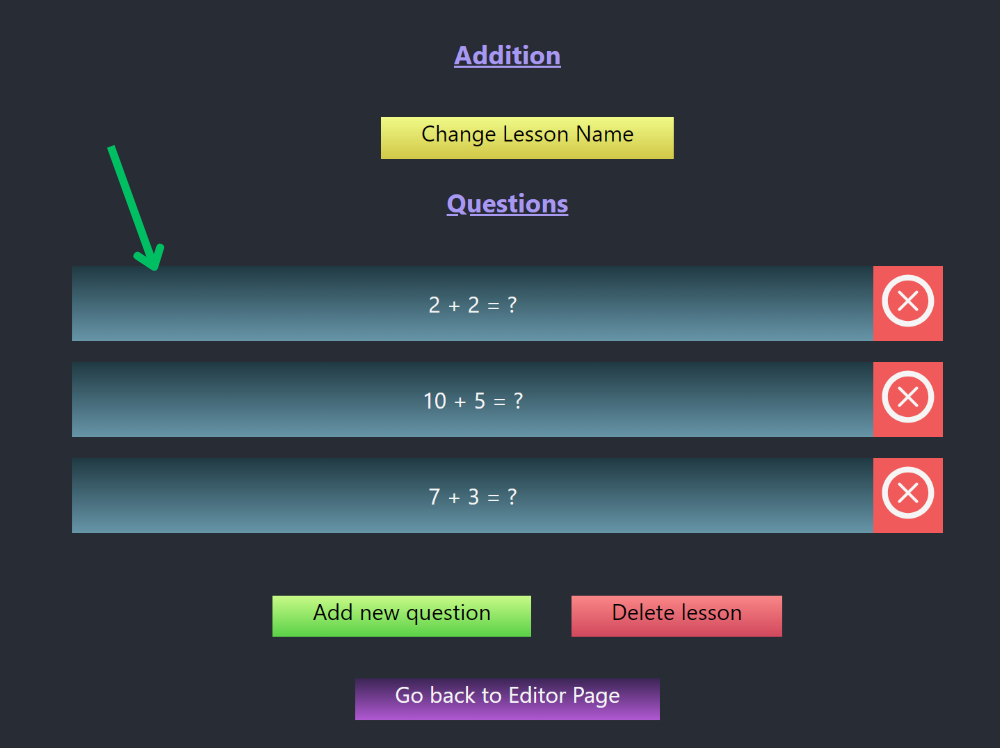 Addition
Change Lesson Name
Questions
2 + 2 = ?
10 + 5 = ?
7 + 3 = ?
Add new question
Delete lesson
Go back to Editor Page